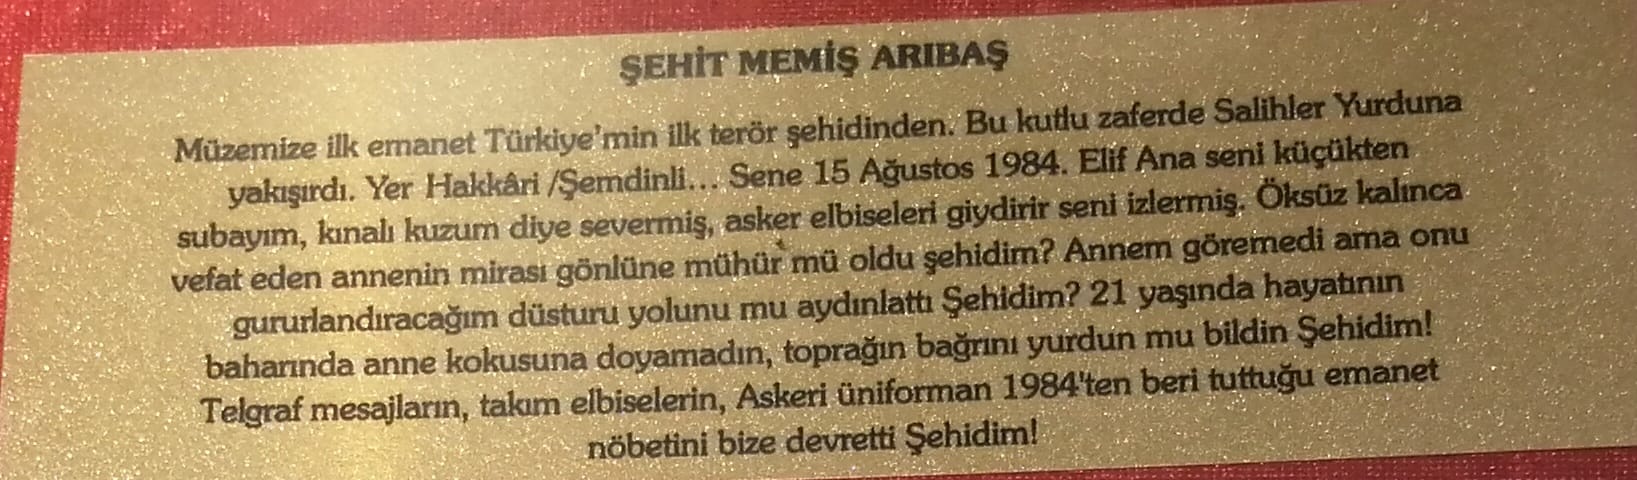 ŞEHİT MEMİŞ ARIBAŞ
Müzemize ilk emanet Türkiye'min ilk terör şehidinden. Bu kutlu zaferde Salihler Yurduna
yakışırdı. Yer Hakkâri /Şemdinli... Sene 15 Ağustos 1984. Elif Ana seni küçükten
subayım, kınalı kuzum diye severmiş, asker elbiseleri giydirir seni izlermiş. Öksüz kalınca
vefat eden annenin mirası gönlüne mühür mü oldu şehidim? Annem göremedi ama onu
gururlandıracağım düsturu yolunu mu aydınlattı Şehidim? 21 yaşında hayatının
baharında anne kokusuna doyamadın, toprağın bağrını yurdun mu bildin Şehidim!
Telgraf mesajların, takım elbiselerin, Askeri üniforman 1984'ten beri tuttuğu emanet
nöbetini bize devretti Şehidim!